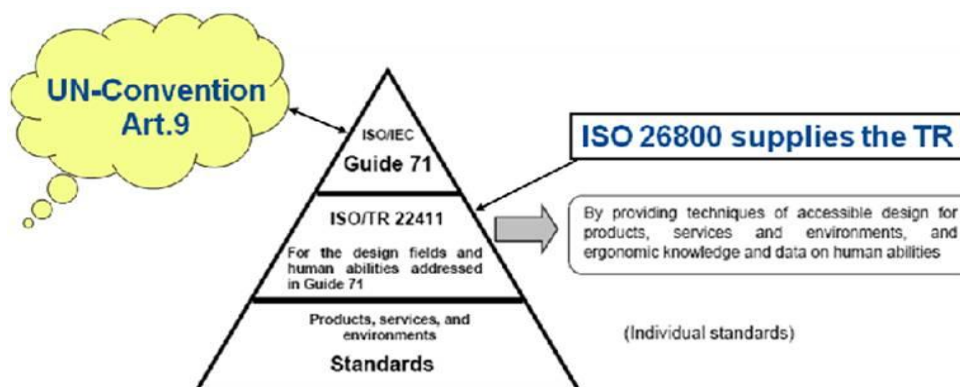 UN-Convention
Art.9
ISO/IEC
Guide 71
ISO 26800 supplies the TR
ISO/TR 22411
For the design fields and
human abilities addressed
in Guide 71
By providing techniques of accessible design for
products, services and environments, and
ergonomic knowledge and data on human abilities
Products, services, and
environments
Standards
(Individual standards)